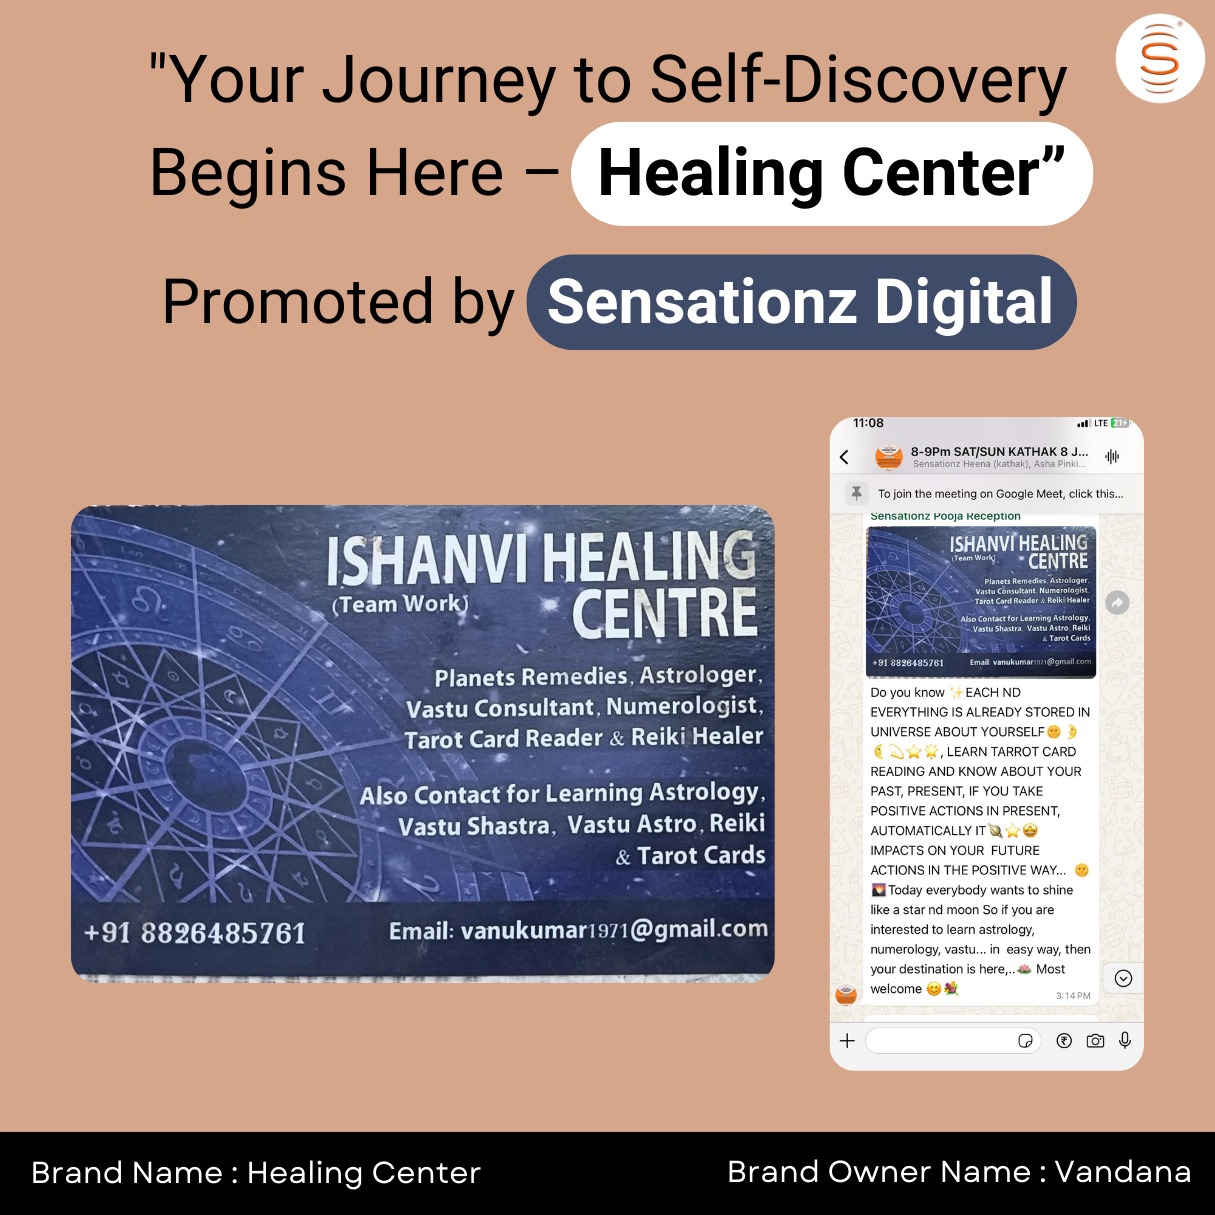 "Your Journey to Self-Discovery
Begins Here – Healing Center”
Promoted by Sensationz Digital
S
®
ISHANVI HEALING
(Team Work)
CENTRE
Planets Remedies, Astrologer,
Vastu Consultant, Numerologist,
Tarot Card Reader & Reiki Healer
Also Contact for Learning Astrology,
Vastu Shastra, Vastu Astro, Reiki
& Tarot Cards
+91 8826485761
Email: vanukumar1971@gmail.com
11:08
LTE 21
8-9Pm SAT/SUN KATHAK 8 J...
Sensationz Heena (kathak), Asha Pinki...
To join the meeting on Google Meet, click this...
Sensationz Pooja Reception
ISHANVI HEALING
(Team Work)
CENTRE
Planets Remedies, Astrologer,
Vastu Consultant, Numerologist,
Tarot Card Reader & Reiki Healer
Also Contact for Learning Astrology,
Vastu Shastra, Vastu Astro, Reiki
& Tarot Cards
+91 8826485761
Email: vanukumar1971@gmail.com
Do you know ✨EACH ND
EVERYTHING IS ALREADY STORED IN
UNIVERSE ABOUT YOURSELF🌞🌛
🌜💫⭐🌟, LEARN TARROT CARD
READING AND KNOW ABOUT YOUR
PAST, PRESENT, IF YOU TAKE
POSITIVE ACTIONS IN PRESENT,
AUTOMATICALLY IT🪐⭐🤩
IMPACTS ON YOUR FUTURE
ACTIONS IN THE POSITIVE WAY... 🌞
🌄Today everybody wants to shine
like a star nd moon So if you are
interested to learn astrology,
numerology, vastu... in easy way, then
your destination is here,..🪷 Most
welcome 😊💐
3:14 PM
Brand Name : Healing Center
Brand Owner Name : Vandana